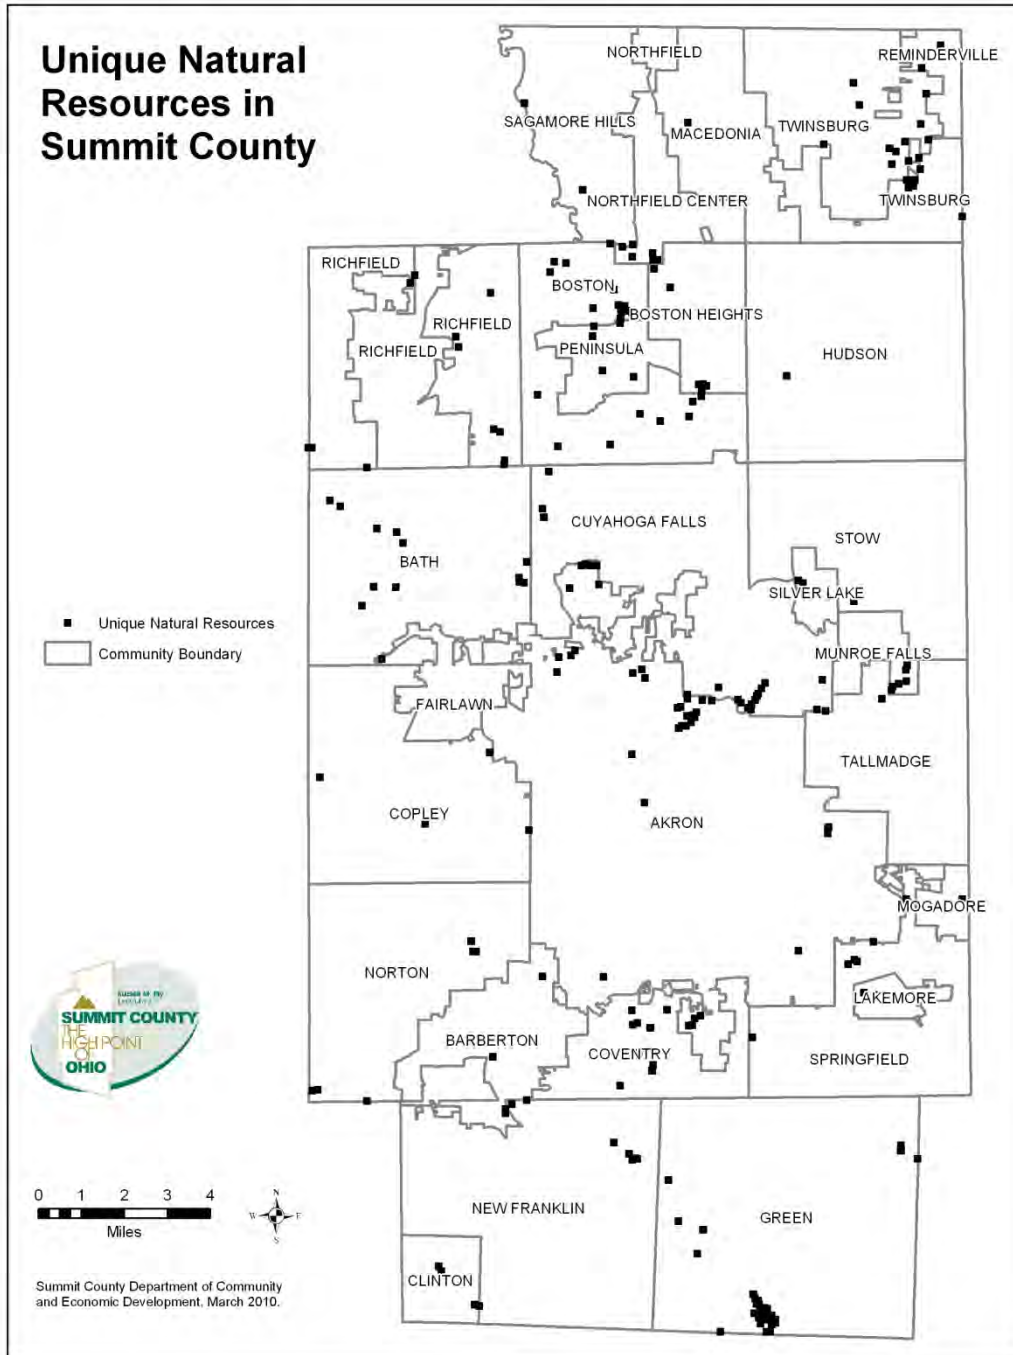 Unique Natural
Resources in
Summit County
NORTHFIELD
REMINDERVILLE
SAGAMORE HILLS
MACEDONIA
TWINSBURG
NORTHFIELD CENTER
TWINSBURG
RICHFIELD
BOSTON
RICHFIELD
BOSTON HEIGHTS
RICHFIELD
PENINSULA
HUDSON
CUYAHOGA FALLS
STOW
BATH
SILVER LAKE
Unique Natural Resources
Community Boundary
MUNROE FALLS
FAIRLAWN
TALLMADGE
COPLEY
AKRON
MOGADORE
NORTON
LAKEMORE
SUMMIT COUNTY
THE
HIGH POINT
OF
OHIO
BARBERTON
COVENTRY
SPRINGFIELD
0 1 2 3 4
Miles
N
W E
S
NEW FRANKLIN
GREEN
CLINTON
Summit County Department of Community
and Economic Development, March 2010.